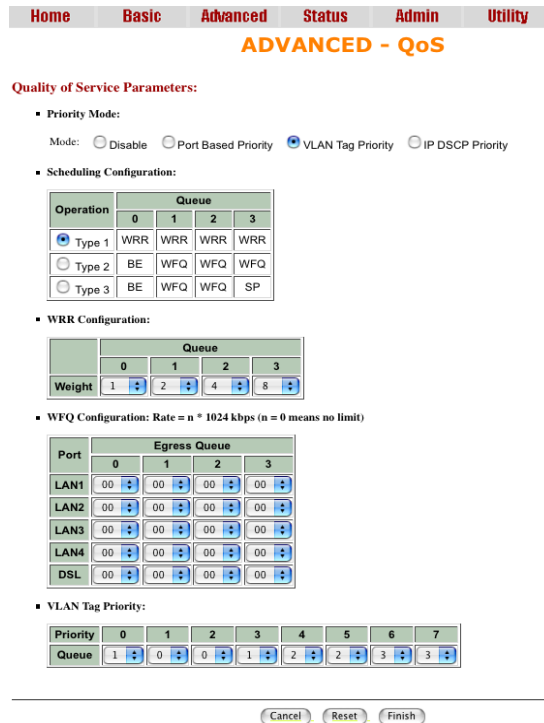 Home Basic Advanced Status Admin Utility
ADVANCED - QoS
Quality of Service Parameters:
Priority Mode:
Mode: Disable Port Based Priority VLAN Tag Priority IP DSCP Priority
Scheduling Configuration:
Operation Queue
0 1 2 3
Type 1 WRR WRR WRR WRR
Type 2 BE WFQ WFQ WFQ
Type 3 BE WFQ WFQ SP
WRR Configuration:
Queue
0 1 2 3
Weight 1 2 4 8
WFQ Configuration: Rate = n * 1024 kbps (n = 0 means no limit)
Port Egress Queue
0 1 2 3
LAN1 00 00 00 00
LAN2 00 00 00 00
LAN3 00 00 00 00
LAN4 00 00 00 00
DSL 00 00 00 00
VLAN Tag Priority:
Priority 0 1 2 3 4 5 6 7
Queue 1 0 0 1 2 2 3 3
Cancel Reset Finish